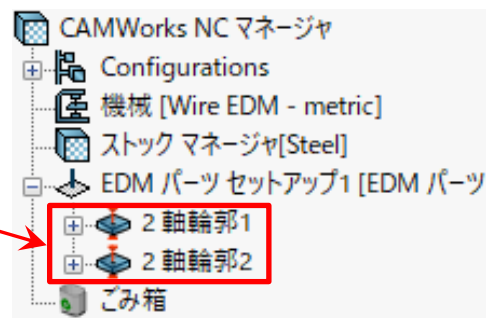 CAMWorks NC マネージャ
Configurations
機械 [Wire EDM - metric]
ストック マネージャ[Steel]
EDM パーツ セットアップ1 [EDM パーツ
2 軸輪郭1
2 軸輪郭2
ごみ箱